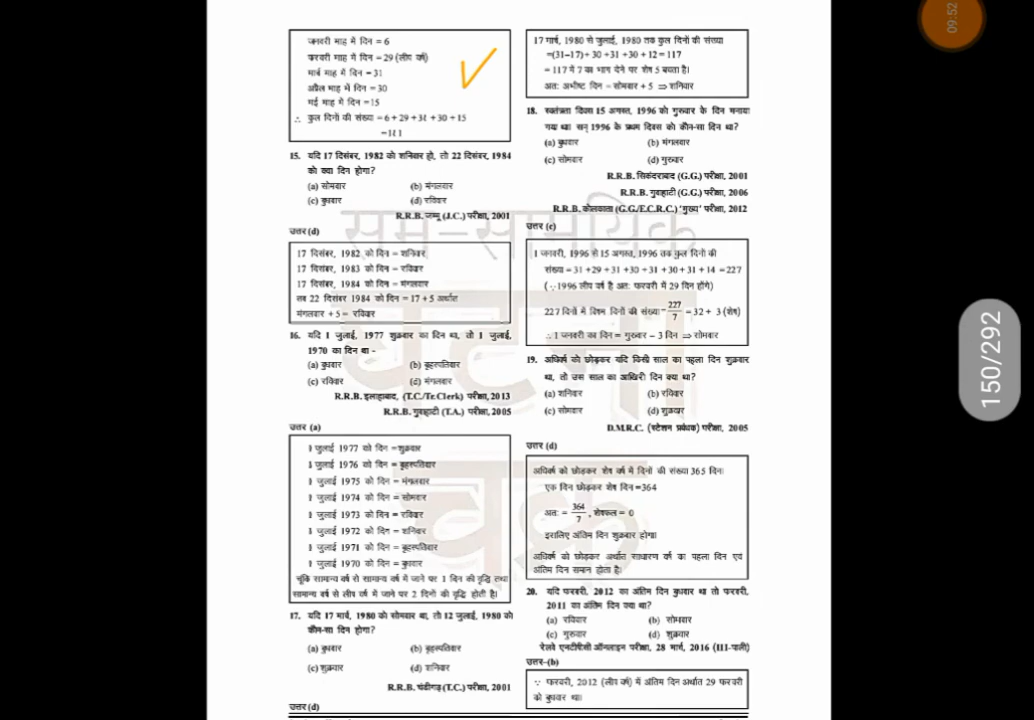 जनवरी माह में दिन = 6
फरवरी माह में दिन = 29 (लीप वर्ष)
मार्च माह में दिन = 31
अप्रैल माह में दिन = 30
मई माह में दिन = 15
∴ कुल दिनों की संख्या = 6 + 29 + 31 + 30 + 15
= 111
15. यदि 17 दिसंबर, 1982 को शनिवार हो, तो 22 दिसंबर, 1984
को क्या दिन होगा?
(a) सोमवार (b) मंगलवार
(c) बुधवार (d) रविवार
R.R.B. जम्मू (J.C.) परीक्षा, 2001
उत्तर (d)
17 दिसंबर, 1982 को दिन = शनिवार
17 दिसंबर, 1983 को दिन = रविवार
17 दिसंबर, 1984 को दिन = मंगलवार
तब 22 दिसंबर 1984 को दिन = 17 + 5 अर्थात
मंगलवार + 5 = रविवार
16. यदि 1 जुलाई, 1977 शुक्रवार का दिन था, तो 1 जुलाई,
1970 का दिन था -
(a) बुधवार (b) बृहस्पतिवार
(c) रविवार (d) मंगलवार
R.R.B. इलाहाबाद, (T.C./Tr.Clerk) परीक्षा, 2013
R.R.B. गुवाहाटी (T.A.) परीक्षा, 2005
उत्तर (a)
1 जुलाई 1977 को दिन = शुक्रवार
1 जुलाई 1976 को दिन = बृहस्पतिवार
1 जुलाई 1975 को दिन = मंगलवार
1 जुलाई 1974 को दिन = सोमवार
1 जुलाई 1973 को दिन = रविवार
1 जुलाई 1972 को दिन = शनिवार
1 जुलाई 1971 को दिन = बृहस्पतिवार
1 जुलाई 1970 को दिन = बुधवार
चूंकि सामान्य वर्ष से सामान्य वर्ष में जाने पर 1 दिन की वृद्धि तथा
सामान्य वर्ष से लीप वर्ष में जाने पर 2 दिनों की वृद्धि होती है।
17. यदि 17 मार्च, 1980 को सोमवार था, तो 12 जुलाई, 1980 को
कौन-सा दिन होगा?
(a) बुधवार (b) बृहस्पतिवार
(c) शुक्रवार (d) शनिवार
R.R.B. चंडीगढ़ (T.C.) परीक्षा, 2001
उत्तर (d)
17 मार्च, 1980 से जुलाई, 1980 तक कुल दिनों की संख्या
=(31–17)+ 30 +31 +30 + 12 = 117
= 117 में 7 का भाग देने पर शेष 5 बचता है।
अतः अभीष्ट दिन = सोमवार + 5 ⇒ शनिवार
18. स्वतंत्रता दिवस 15 अगस्त, 1996 को गुरुवार के दिन मनाया
गया था। सन् 1996 के प्रथम दिवस को कौन-सा दिन था?
(a) बुधवार (b) मंगलवार
(c) सोमवार (d) गुरुवार
R.R.B. सिकंदराबाद (G.G.) परीक्षा, 2001
R.R.B. गुवाहाटी (G.G.) परीक्षा, 2006
R.R.B. कोलकाता (G.G/E.C.R.C.) 'मुख्य' परीक्षा, 2012
उत्तर (c)
1 जनवरी, 1996 से 15 अगस्त, 1996 तक कुल दिनों की
संख्या = 31 + 29 + 31 + 30 + 31 + 30 + 31 + 14 = 227
(∵ 1996 लीप वर्ष है अतः फरवरी में 29 दिन होंगे)
227 दिनों में विषम दिनों की संख्या = 227/7 = 32 + 3 (शेष)
∴ 1 जनवरी का दिन = गुरुवार – 3 दिन ⇒ सोमवार
19. अधिवर्ष को छोड़कर यदि किसी साल का पहला दिन शुक्रवार
था, तो उस साल का आखिरी दिन क्या था?
(a) शनिवार (b) रविवार
(c) सोमवार (d) शुक्रवार
D.M.R.C. (स्टेशन प्रबंधक) परीक्षा, 2005
उत्तर (d)
अधिवर्ष को छोड़कर शेष वर्ष में दिनों की संख्या 365 दिन।
एक दिन छोड़कर शेष दिन = 364
अतः = 364/7, शेषफल = 0
इसलिए अंतिम दिन शुक्रवार होगा।
अधिवर्ष को छोड़कर अर्थात साधारण वर्ष का पहला दिन एवं
अंतिम दिन समान होता है।
20. यदि फरवरी, 2012 का अंतिम दिन बुधवार था तो फरवरी,
2011 का अंतिम दिन क्या था?
(a) रविवार (b) सोमवार
(c) गुरुवार (d) शुक्रवार
रेलवे एनटीपीसी ऑनलाइन परीक्षा, 28 मार्च, 2016 (III-पाली)
उत्तर–(b)
∵ फरवरी, 2012 (लीप वर्ष) में अंतिम दिन अर्थात 29 फरवरी
को बुधवार था।
सम-सामयिक
घटना
चक्र
09:52
150/292